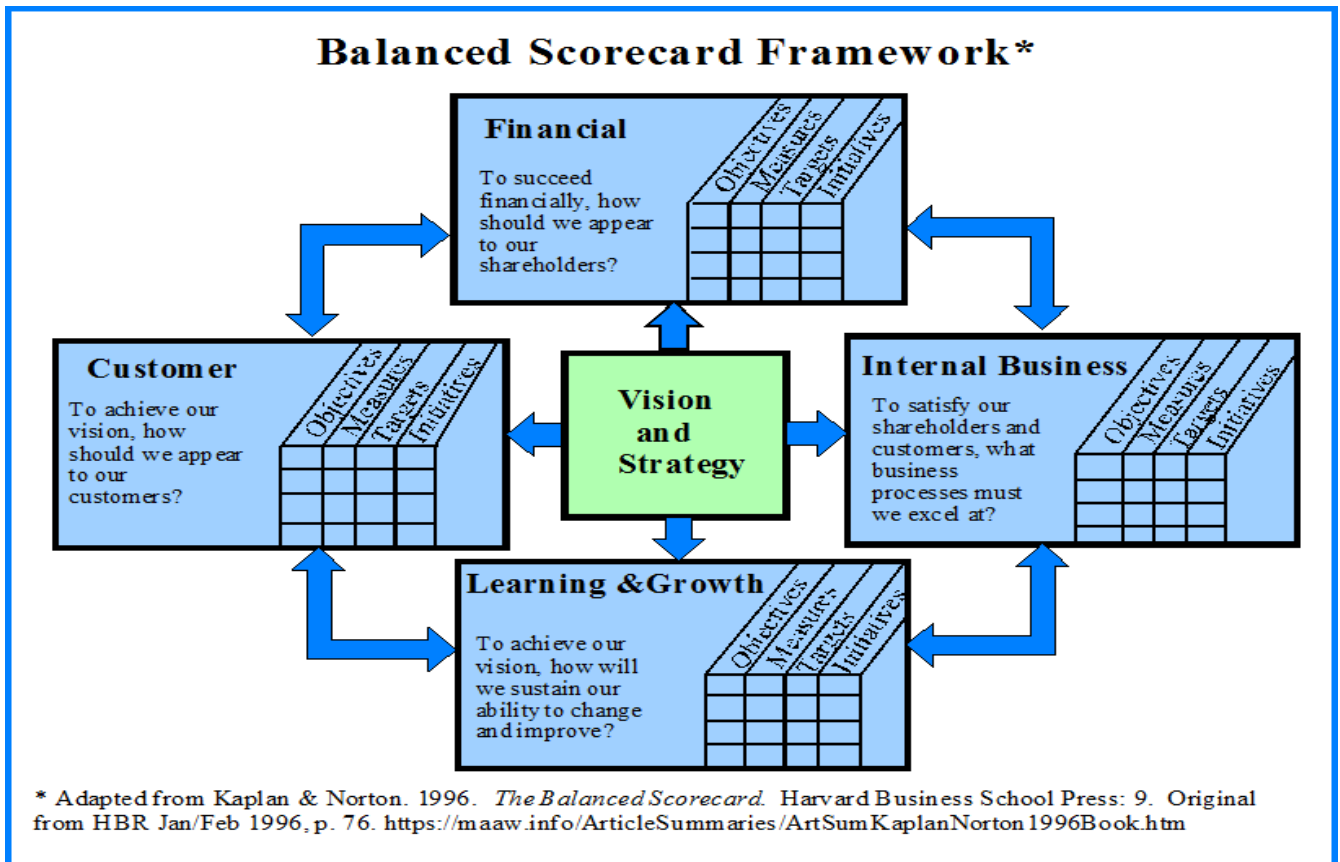 Balanced Scorecard Framework*
Financial
To succeed
financially, how
should we appear
to our
shareholders?
Objectives
Measures
Targets
Initiatives
Customer
To achieve our
vision, how
should we appear
to our
customers?
Objectives
Measures
Targets
Initiatives
Vision
and
Strategy
Internal Business
To satisfy our
shareholders and
customers, what
business
processes must
we excel at?
Objectives
Measures
Targets
Initiatives
Learning &Growth
To achieve our
vision, how will
we sustain our
ability to change
and improve?
Objectives
Measures
Targets
Initiatives
* Adapted from Kaplan & Norton. 1996. The Balanced Scorecard. Harvard Business School Press: 9. Original
from HBR Jan/Feb 1996, p. 76. https://maaw.info/ArticleSummaries/ArtSumKaplanNorton1996Book.htm